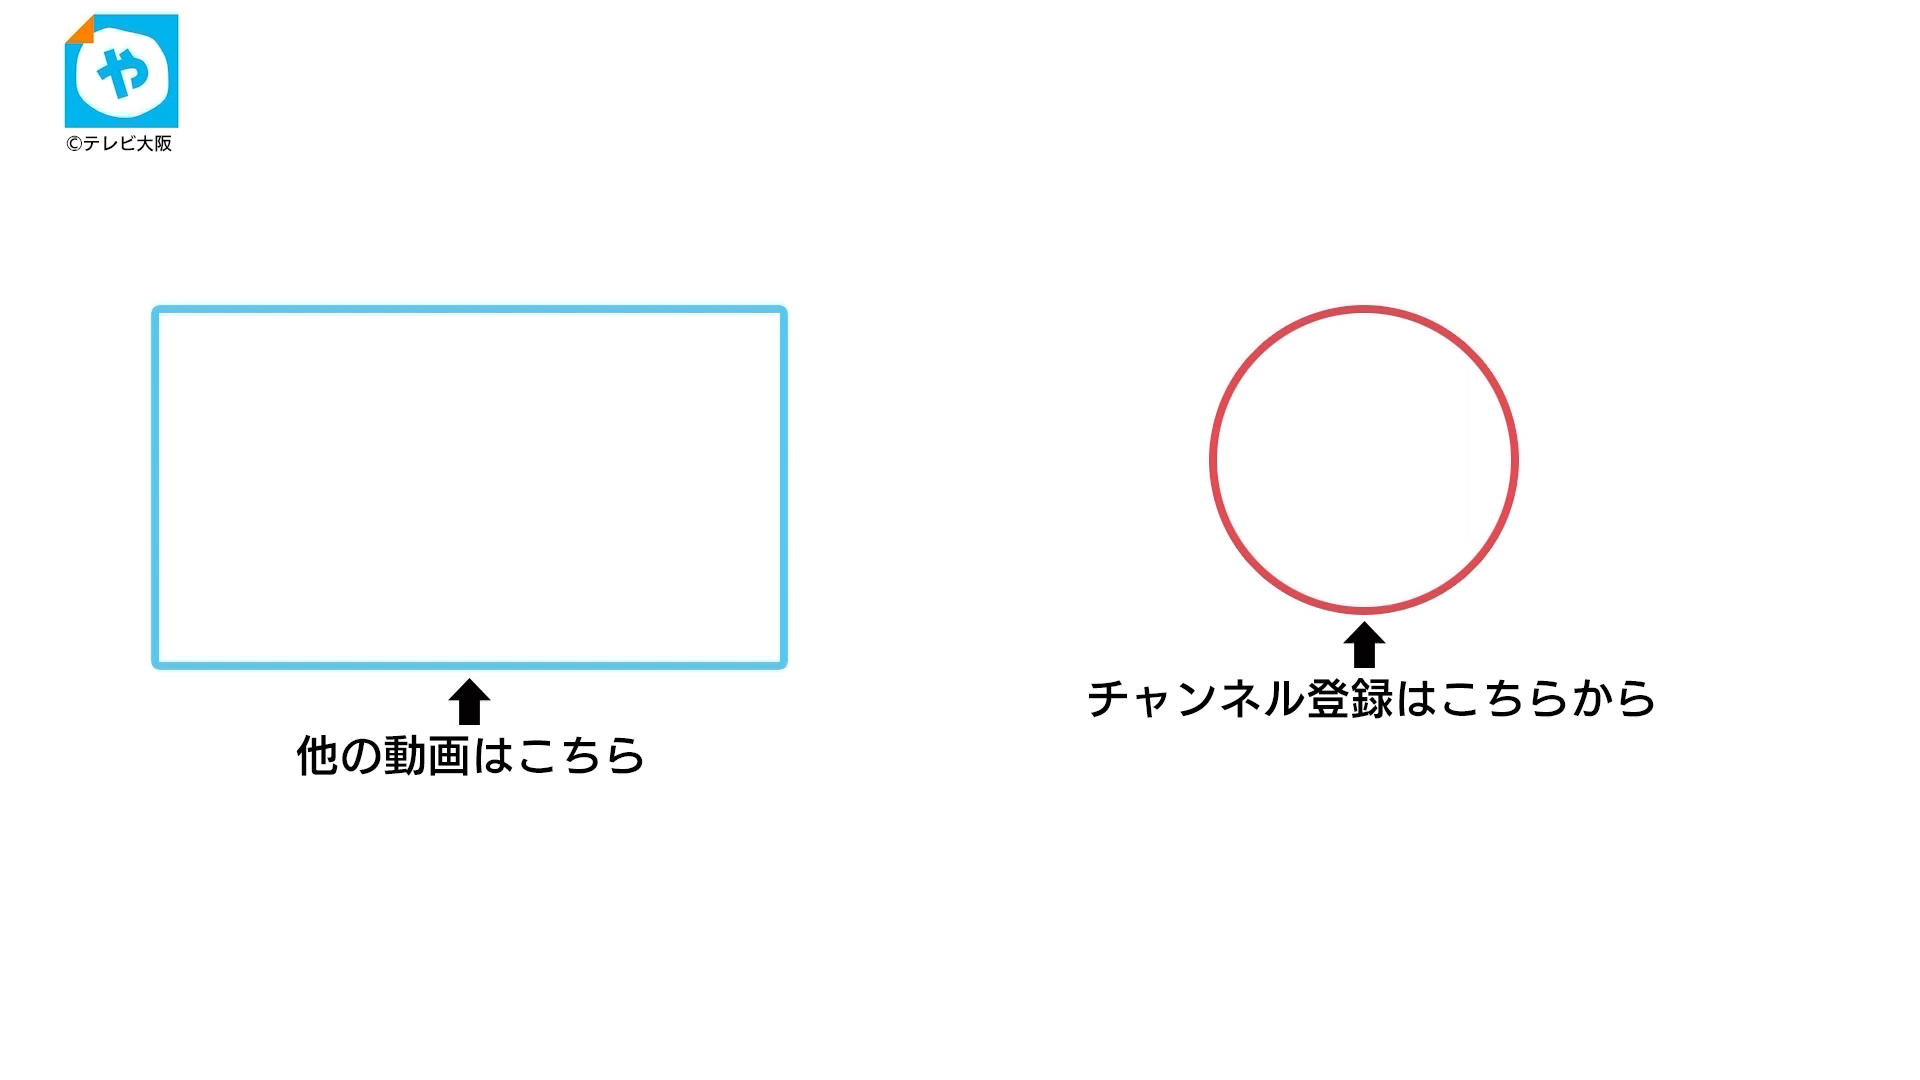 や
©テレビ大阪
他の動画はこちら
チャンネル登録はこちらから